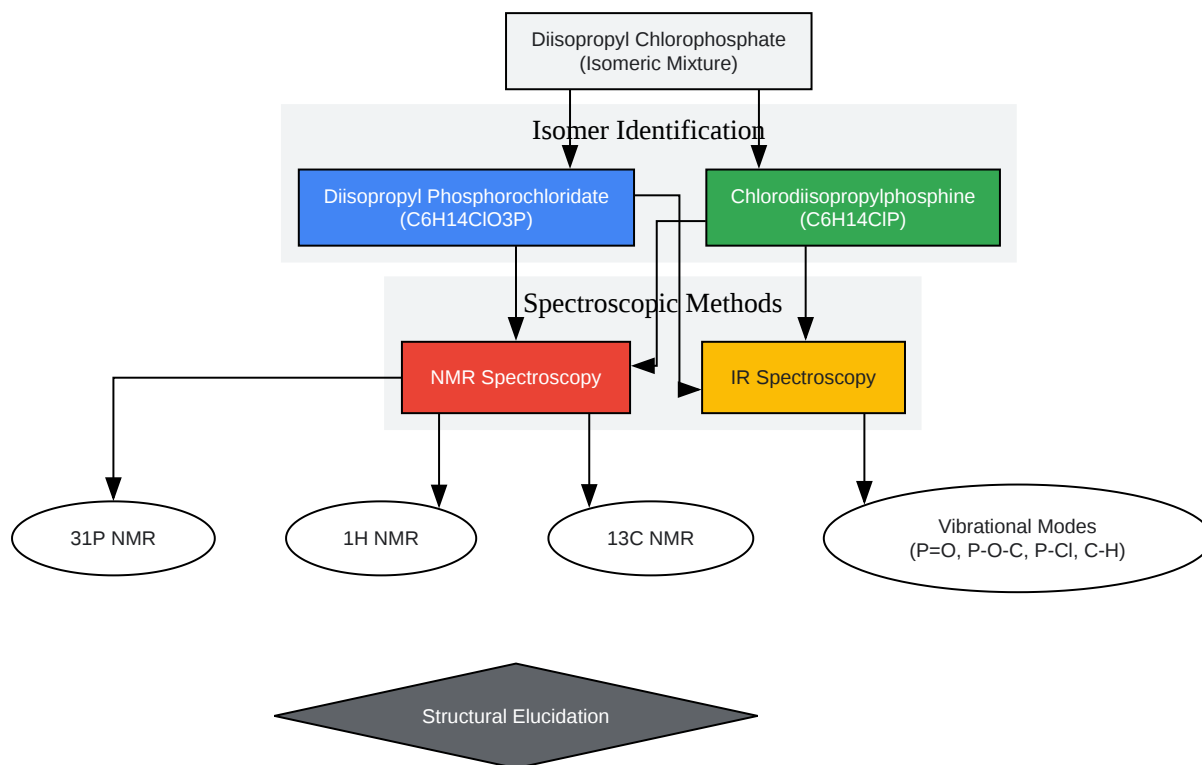 Diisopropyl Chlorophosphate
(Isomeric Mixture)
Isomer Identification
Diisopropyl Phosphorochloridate
(C6H14ClO3P)
Chlorodiisopropylphosphine
(C6H14ClP)
Spectroscopic Methods
NMR Spectroscopy
IR Spectroscopy
31P NMR
1H NMR
13C NMR
Vibrational Modes
(P=O, P-O-C, P-Cl, C-H)
Structural Elucidation